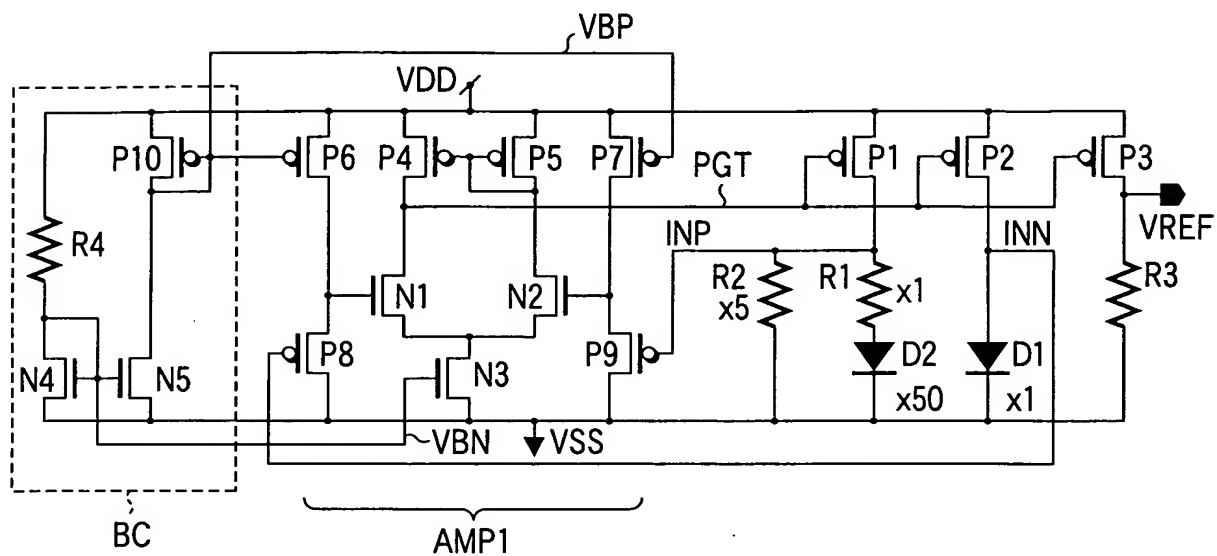 VBP
VDD
P10 P6 P4 P5 P7 P1 P2 P3
PGT
VREF
R4 INP INN
R2 x5 R1 x1 R3
N1 N2
N4 N5 P8 N3 P9 D2 D1
x50 x1
VBN VSS
BC AMP1